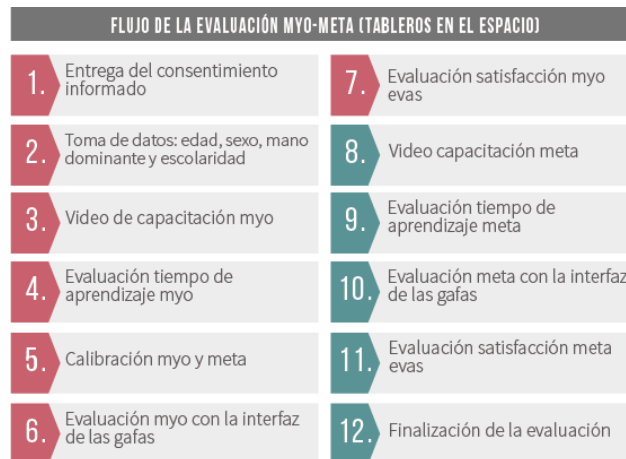 FLUJO DE LA EVALUACIÓN MYO-META (TABLEROS EN EL ESPACIO)
1. Entrega del consentimiento
informado
2. Toma de datos: edad, sexo, mano
dominante y escolaridad
3. Video de capacitación myo
4. Evaluación tiempo de
aprendizaje myo
5. Calibración myo y meta
6. Evaluación myo con la interfaz
de las gafas
7. Evaluación satisfacción myo
evas
8. Video capacitación meta
9. Evaluación tiempo de
aprendizaje meta
10. Evaluación meta con la interfaz
de las gafas
11. Evaluación satisfacción meta
evas
12. Finalización de la evaluación